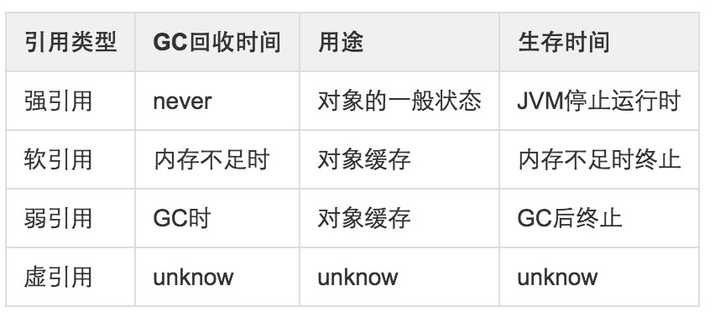 引用类型 GC回收时间 用途 生存时间
强引用 never 对象的一般状态 JVM停止运行时
软引用 内存不足时 对象缓存 内存不足时终止
弱引用 GC时 对象缓存 GC后终止
虚引用 unknow unknow unknow